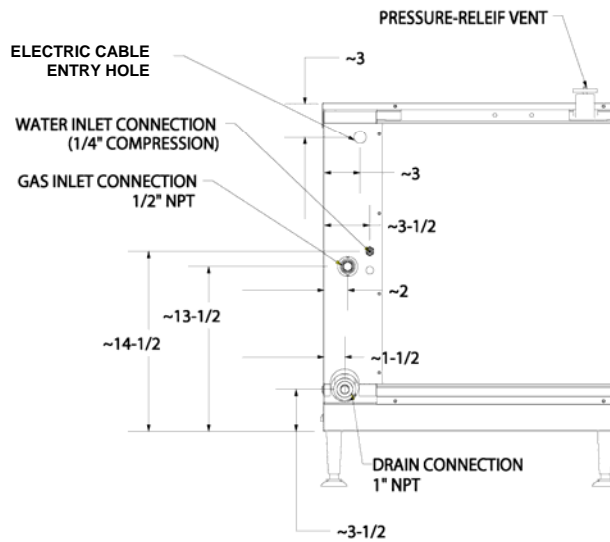 PRESSURE-RELEIF VENT
ELECTRIC CABLE
ENTRY HOLE
~3
WATER INLET CONNECTION
(1/4" COMPRESSION)
~3
GAS INLET CONNECTION
1/2" NPT
~3-1/2
~2
~13-1/2
~14-1/2
~1-1/2
DRAIN CONNECTION
1" NPT
~3-1/2